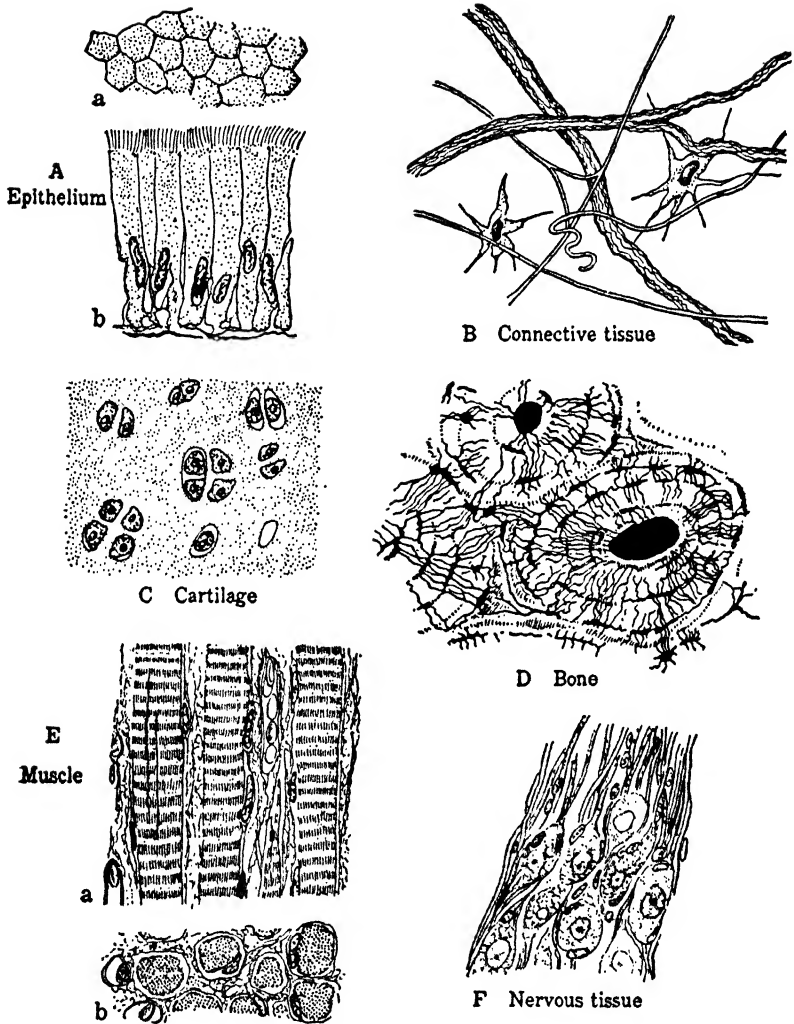 a
A
Epithelium
b
B Connective tissue
C Cartilage
D Bone
E
Muscle
a
b
F Nervous tissue